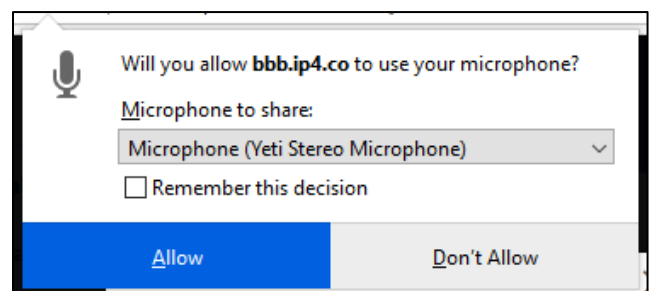 Will you allow bbb.ip4.co to use your microphone?
Microphone to share:
Microphone (Yeti Stereo Microphone)
Remember this decision
Allow
Don't Allow